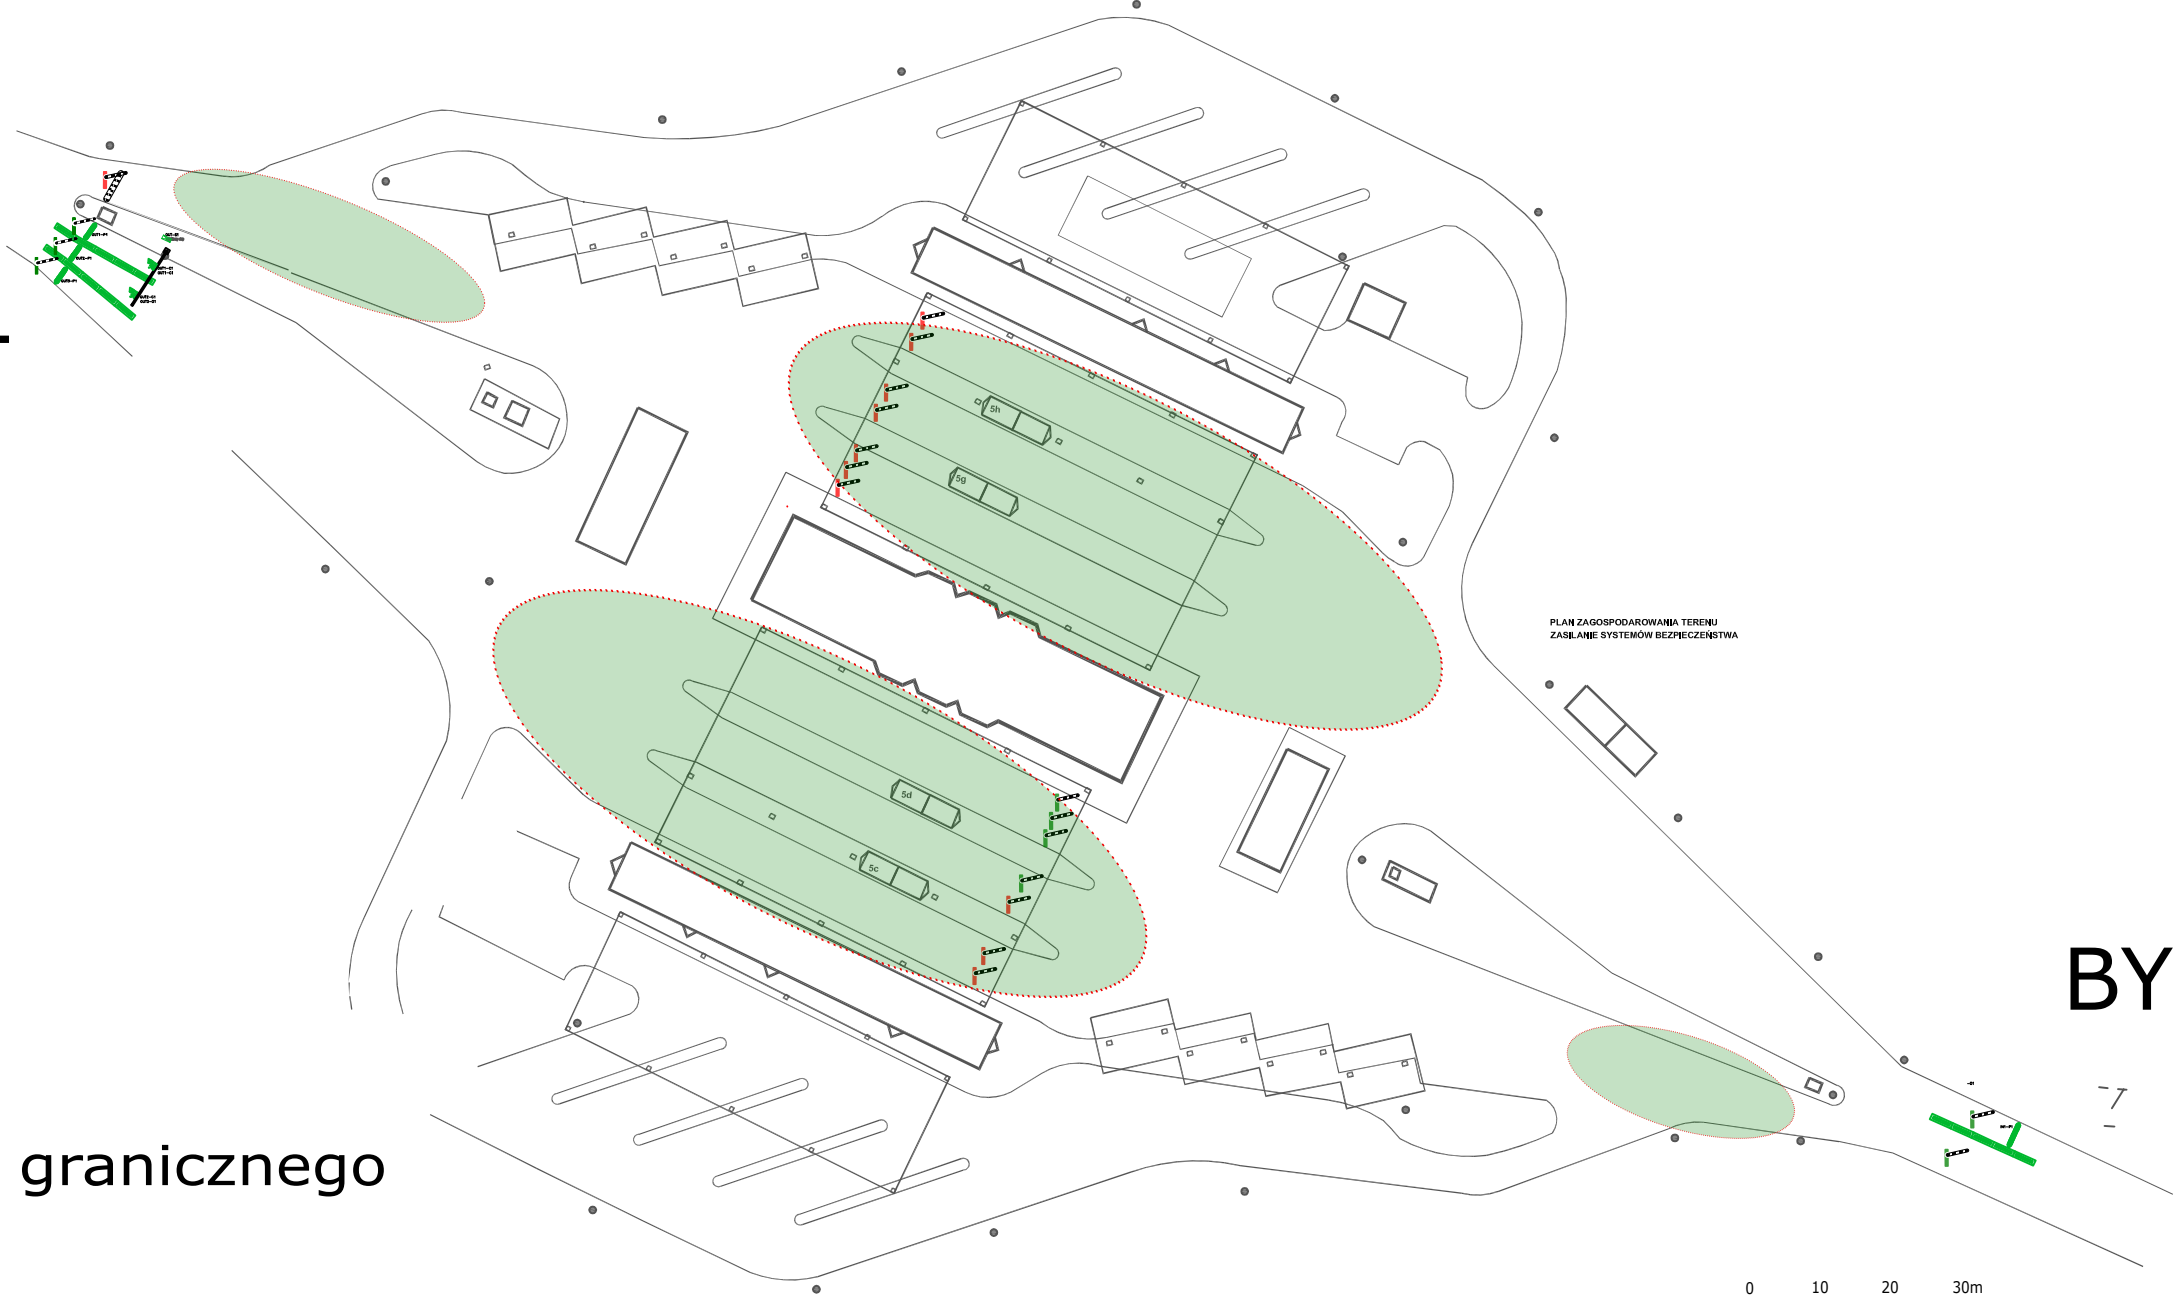 5h
5g
PLAN ZAGOSPODAROWANIA TERENU
ZASILANIE SYSTEMÓW BEZPIECZEŃSTWA
5d
5c
BY
granicznego
0 10 20 30m